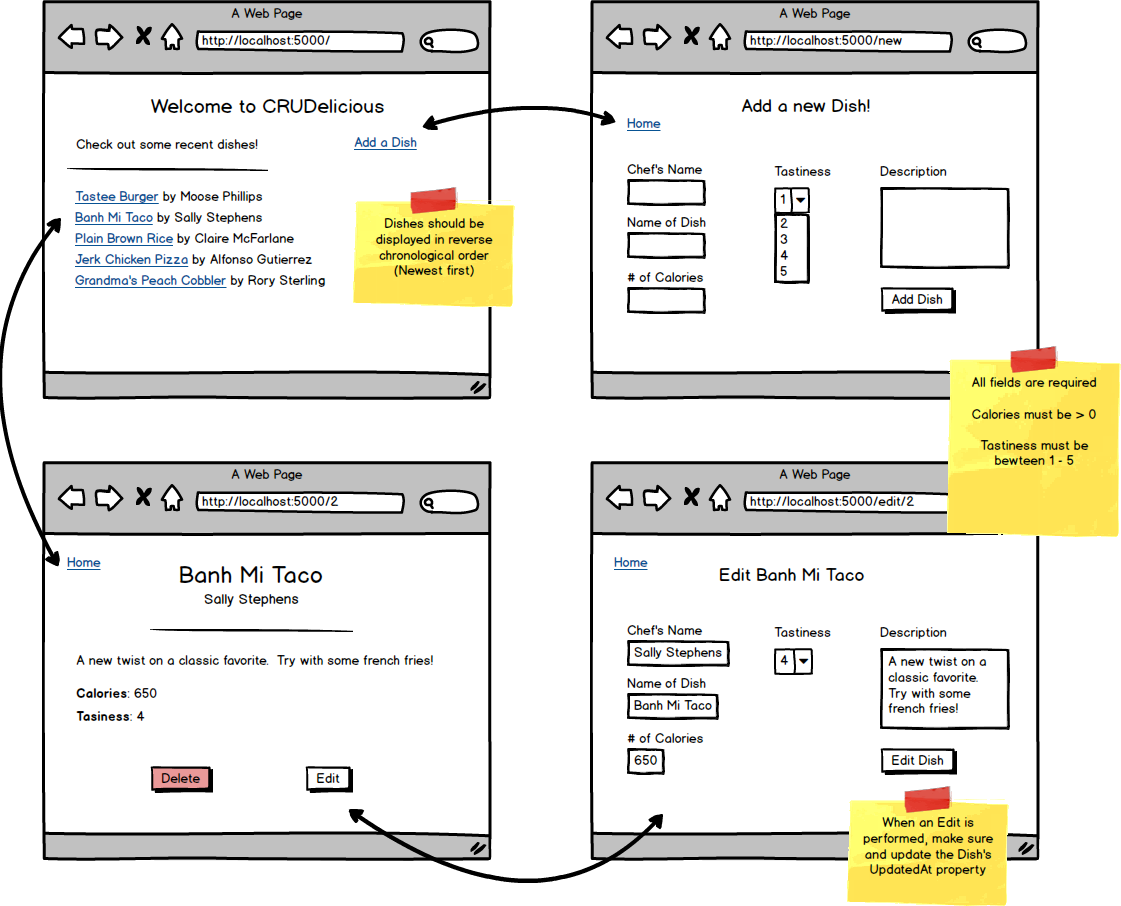 A Web Page
http://localhost:5000/
Welcome to CRUDelicious
Check out some recent dishes!
Add a Dish
Tastee Burger by Moose Phillips
Banh Mi Taco by Sally Stephens
Plain Brown Rice by Claire McFarlane
Jerk Chicken Pizza by Alfonso Gutierrez
Grandma's Peach Cobbler by Rory Sterling
Dishes should be
displayed in reverse
chronological order
(Newest first)
A Web Page
http://localhost:5000/new
Add a new Dish!
Home
Chef's Name
Name of Dish
# of Calories
Tastiness
1
2
3
4
5
Description
Add Dish
All fields are required
Calories must be > 0
Tastiness must be
bewteen 1 - 5
A Web Page
http://localhost:5000/2
Home
Banh Mi Taco
Sally Stephens
A new twist on a classic favorite. Try with some french fries!
Calories: 650
Tasiness: 4
Delete
Edit
A Web Page
http://localhost:5000/edit/2
Home
Edit Banh Mi Taco
Chef's Name
Sally Stephens
Name of Dish
Banh Mi Taco
# of Calories
650
Tastiness
4
Description
A new twist on a
classic favorite.
Try with some
french fries!
Edit Dish
When an Edit is
performed, make sure
and update the Dish's
UpdatedAt property